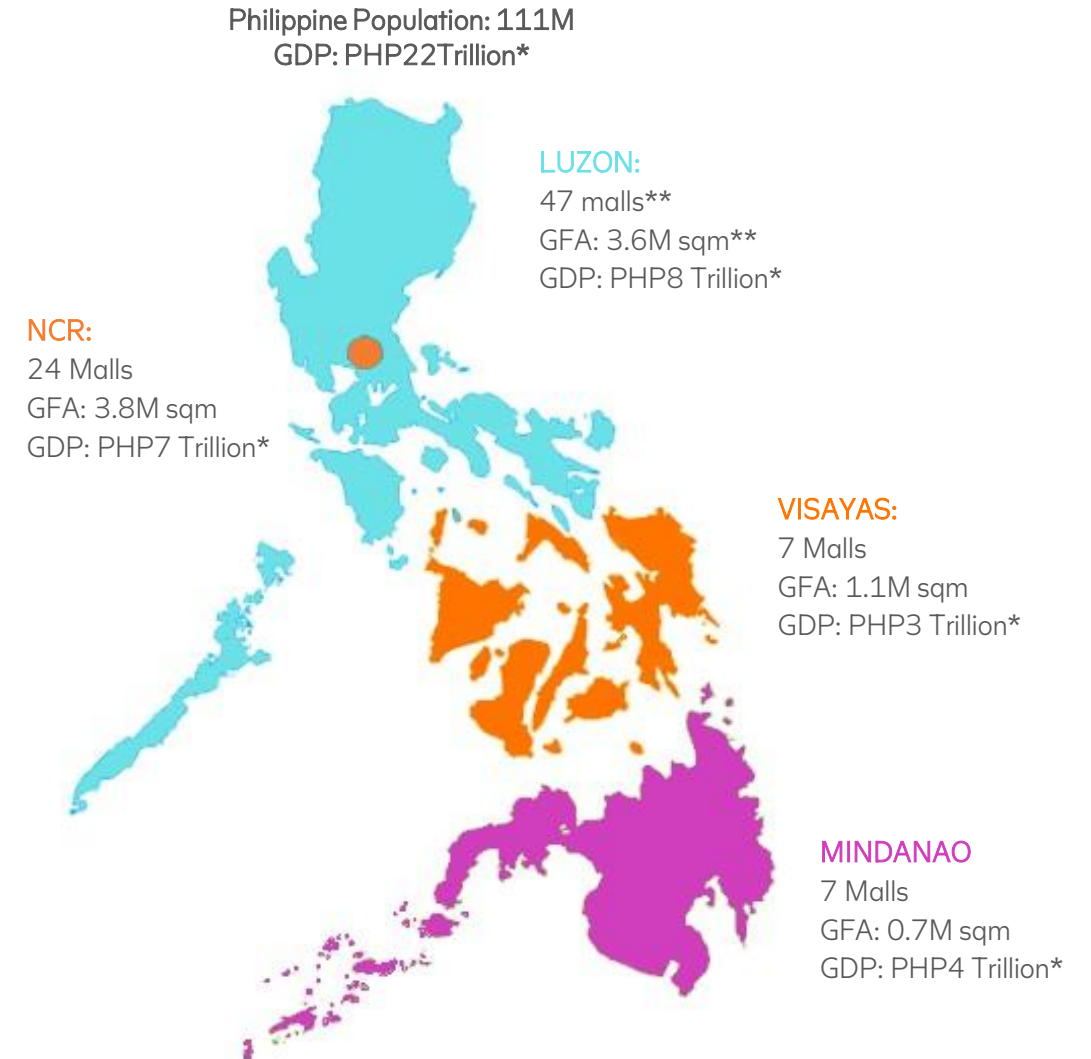 Philippine Population: 111M
GDP: PHP22Trillion*
LUZON:
47 malls**
GFA: 3.6M sqm**
GDP: PHP8 Trillion*
NCR:
24 Malls
GFA: 3.8M sqm
GDP: PHP7 Trillion*
VISAYAS:
7 Malls
GFA: 1.1M sqm
GDP: PHP3 Trillion*
MINDANAO
7 Malls
GFA: 0.7M sqm
GDP: PHP4 Trillion*